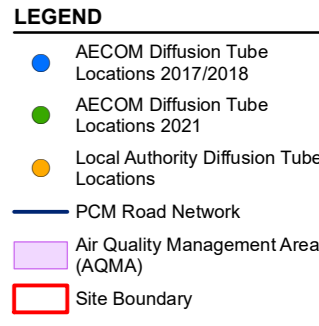 LEGEND
AECOM Diffusion Tube
Locations 2017/2018
AECOM Diffusion Tube
Locations 2021
Local Authority Diffusion Tube
Locations
PCM Road Network
Air Quality Management Area
(AQMA)
Site Boundary